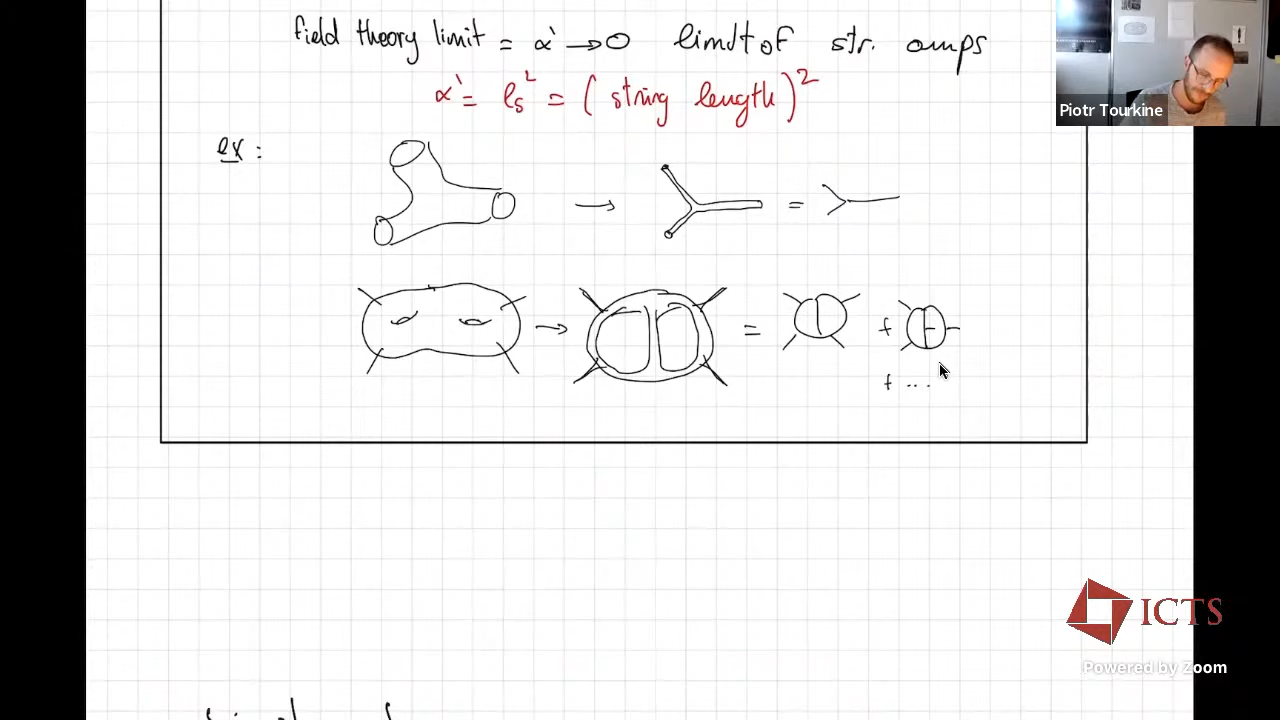 field theory limit = α' → 0 limit of str. amps
α' = ls² = (string length)²
Piotr Tourkine
ex:
→ =
→ = +
+ ...
ICTS
Powered by Zoom